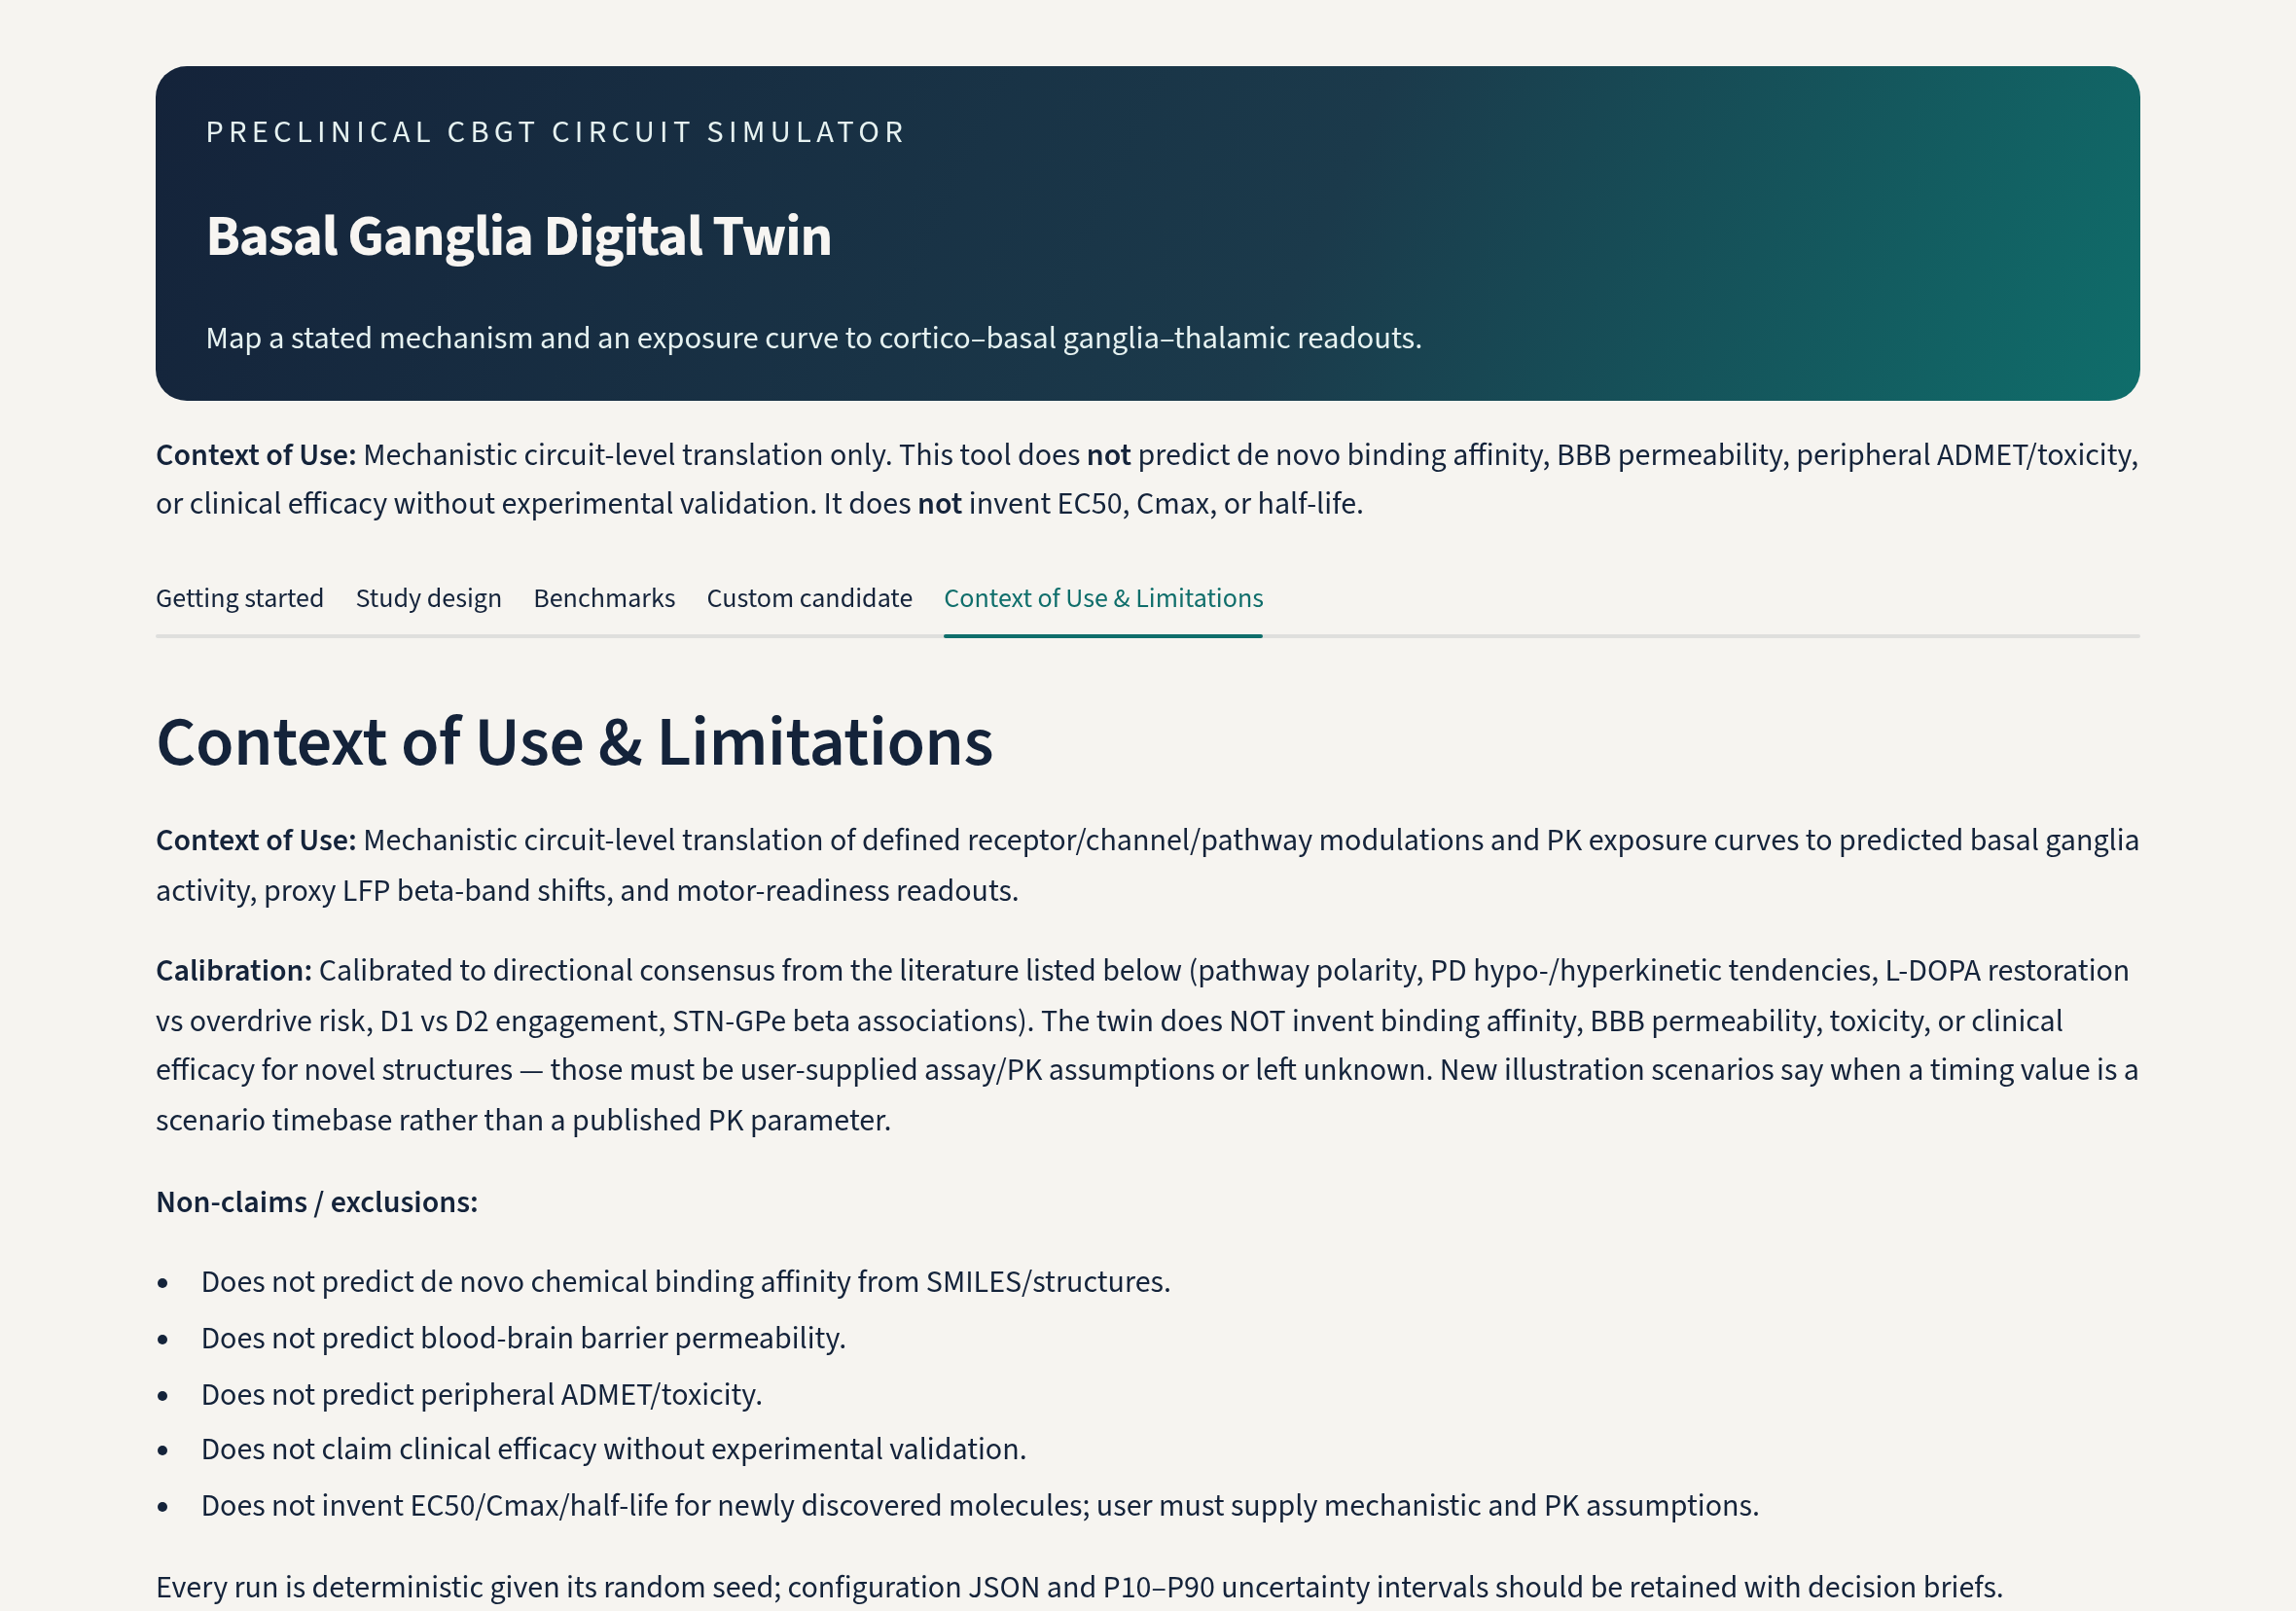 PRECLINICAL CBGT CIRCUIT SIMULATOR
Basal Ganglia Digital Twin
Map a stated mechanism and an exposure curve to cortico–basal ganglia–thalamic readouts.
Context of Use: Mechanistic circuit-level translation only. This tool does not predict de novo binding affinity, BBB permeability, peripheral ADMET/toxicity,
or clinical efficacy without experimental validation. It does not invent EC50, Cmax, or half-life.
Getting started Study design Benchmarks Custom candidate Context of Use & Limitations
Context of Use & Limitations
Context of Use: Mechanistic circuit-level translation of defined receptor/channel/pathway modulations and PK exposure curves to predicted basal ganglia
activity, proxy LFP beta-band shifts, and motor-readiness readouts.
Calibration: Calibrated to directional consensus from the literature listed below (pathway polarity, PD hypo-/hyperkinetic tendencies, L-DOPA restoration
vs overdrive risk, D1 vs D2 engagement, STN-GPe beta associations). The twin does NOT invent binding affinity, BBB permeability, toxicity, or clinical
efficacy for novel structures — those must be user-supplied assay/PK assumptions or left unknown. New illustration scenarios say when a timing value is a
scenario timebase rather than a published PK parameter.
Non-claims / exclusions:
• Does not predict de novo chemical binding affinity from SMILES/structures.
• Does not predict blood-brain barrier permeability.
• Does not predict peripheral ADMET/toxicity.
• Does not claim clinical efficacy without experimental validation.
• Does not invent EC50/Cmax/half-life for newly discovered molecules; user must supply mechanistic and PK assumptions.
Every run is deterministic given its random seed; configuration JSON and P10–P90 uncertainty intervals should be retained with decision briefs.